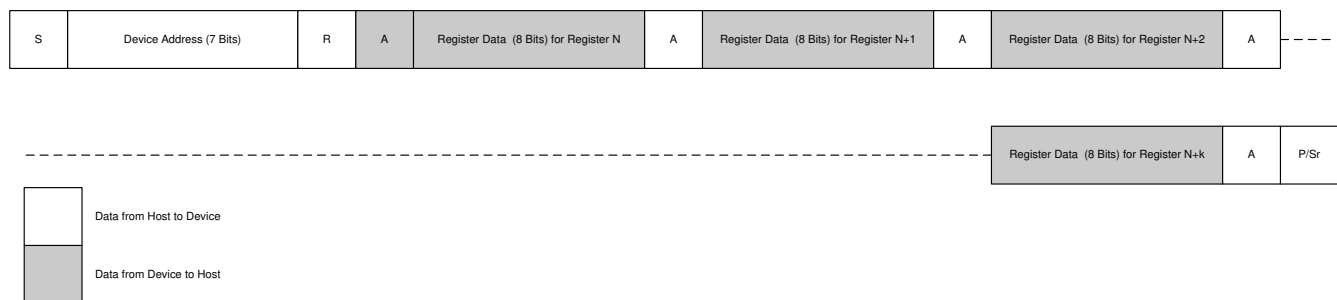 S Device Address (7 Bits) R A Register Data (8 Bits) for Register N A Register Data (8 Bits) for Register N+1 A Register Data (8 Bits) for Register N+2 A
Register Data (8 Bits) for Register N+k A P/Sr
Data from Host to Device
Data from Device to Host